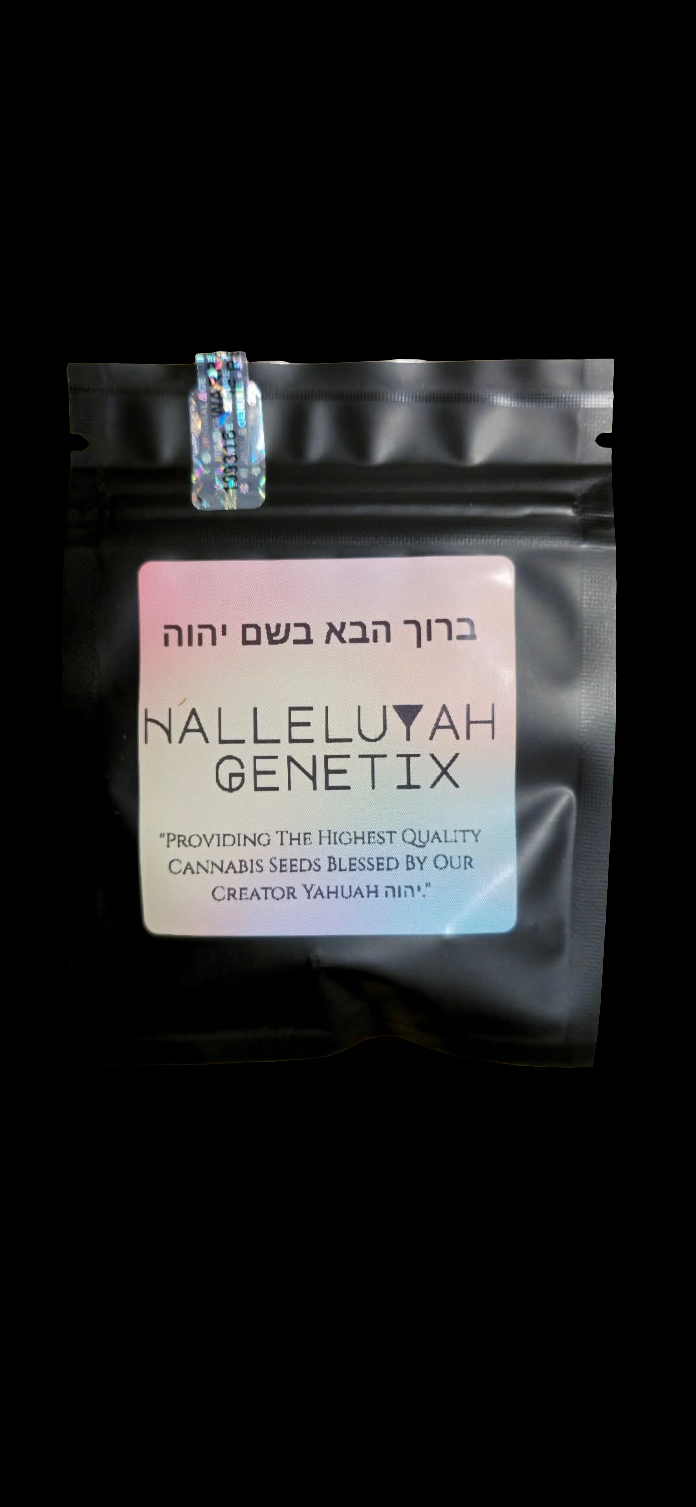 ברוך הבא בשם יהוה
HALLELUYAH
GENETIX
"PROVIDING THE HIGHEST QUALITY
CANNABIS SEEDS BLESSED BY OUR
CREATOR YAHUAH יהוה."